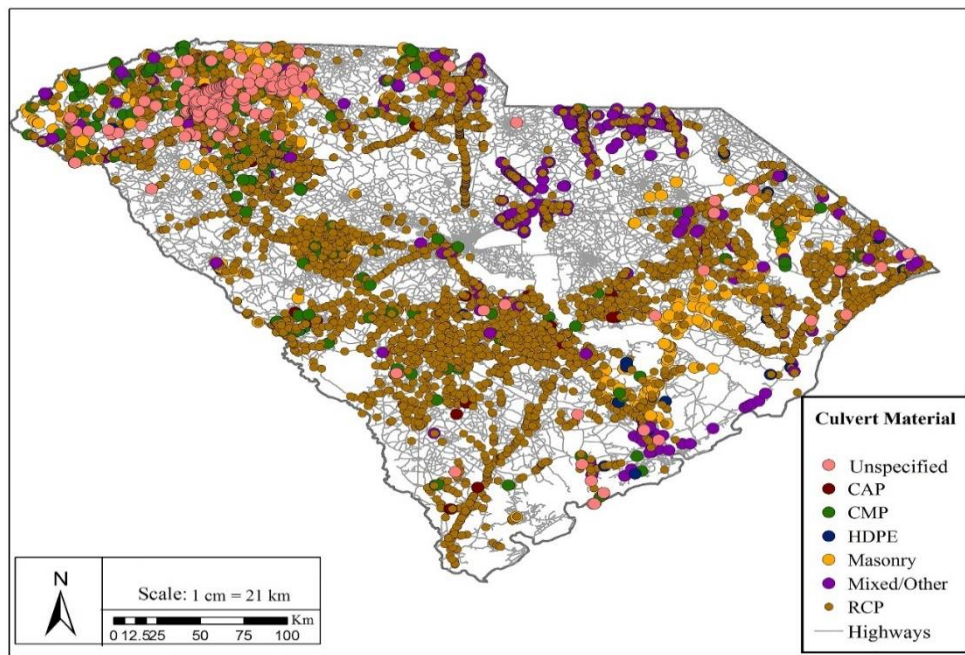 Culvert Material
Unspecified
CAP
CMP
HDPE
Masonry
Mixed/Other
RCP
Highways
N
Scale: 1 cm = 21 km
Km
0 12.525 50 75 100